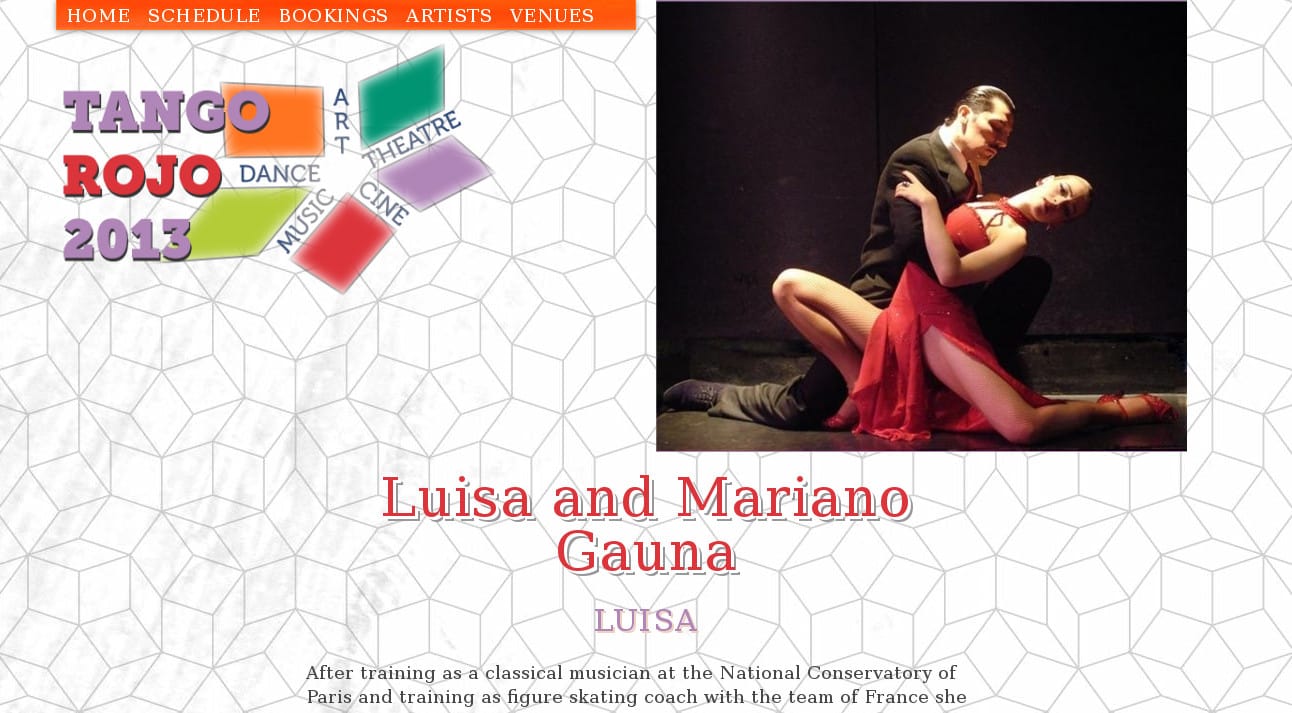 HOME SCHEDULE BOOKINGS ARTISTS VENUES
TANGO
ROJO
2013
DANCE
ART
THEATRE
CINE
MUSIC
Luisa and Mariano
Gauna
LUISA
After training as a classical musician at the National Conservatory of
Paris and training as figure skating coach with the team of France she